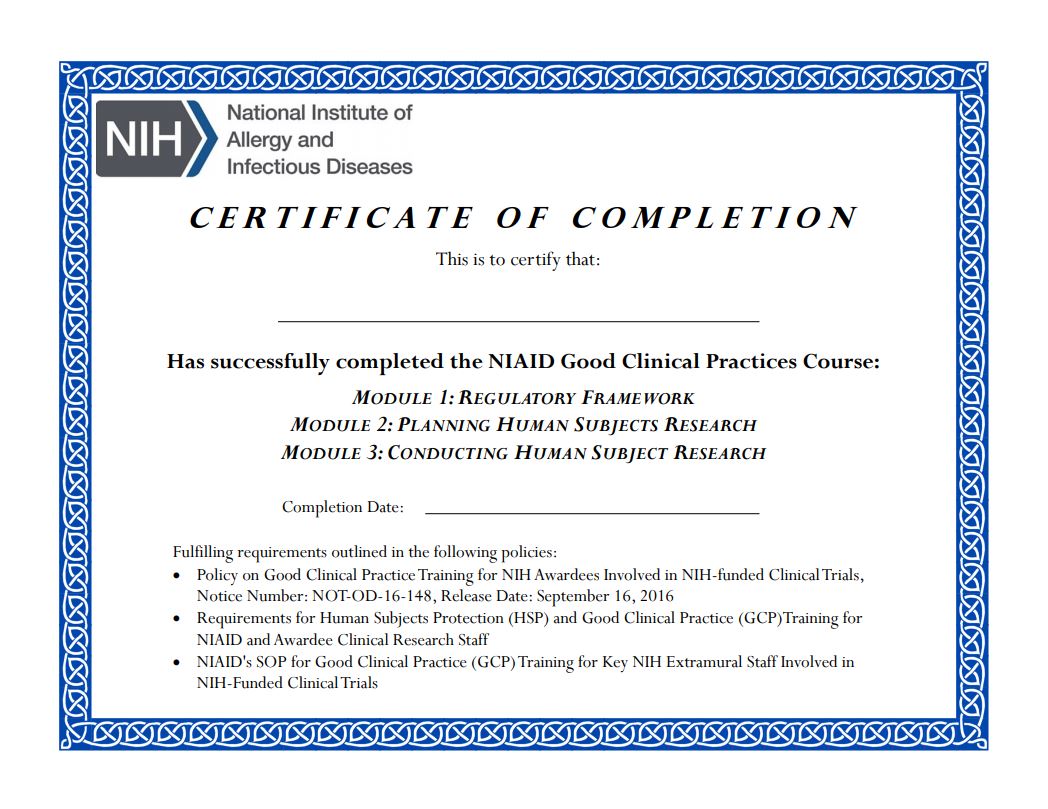 NIH
National Institute of
Allergy and
Infectious Diseases
CERTIFICATE OF COMPLETION
This is to certify that:
Has successfully completed the NIAID Good Clinical Practices Course:
MODULE 1: REGULATORY FRAMEWORK
MODULE 2: PLANNING HUMAN SUBJECTS RESEARCH
MODULE 3: CONDUCTING HUMAN SUBJECT RESEARCH
Completion Date:
Fulfilling requirements outlined in the following policies:
• Policy on Good Clinical Practice Training for NIH Awardees Involved in NIH-funded Clinical Trials,
Notice Number: NOT-OD-16-148, Release Date: September 16, 2016
• Requirements for Human Subjects Protection (HSP) and Good Clinical Practice (GCP)Training for
NIAID and Awardee Clinical Research Staff
• NIAID's SOP for Good Clinical Practice (GCP) Training for Key NIH Extramural Staff Involved in
NIH-Funded Clinical Trials